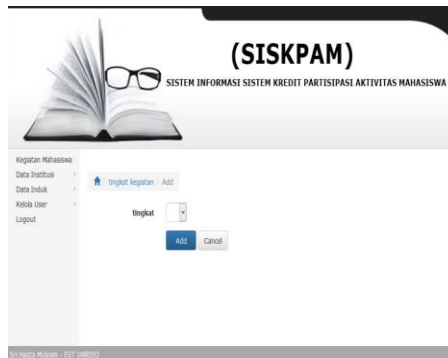 (SISKPAM)
SISTEM INFORMASI SISTEM KREDIT PARTISIPASI AKTIVITAS MAHASISWA
Kegiatan Mahasiswa
Data Institusi
Data Induk
Kelola User
Logout
tingkat kegiatan / Add
tingkat
Add Cancel
Sri Hasta Mulyani - FST UNRIYO